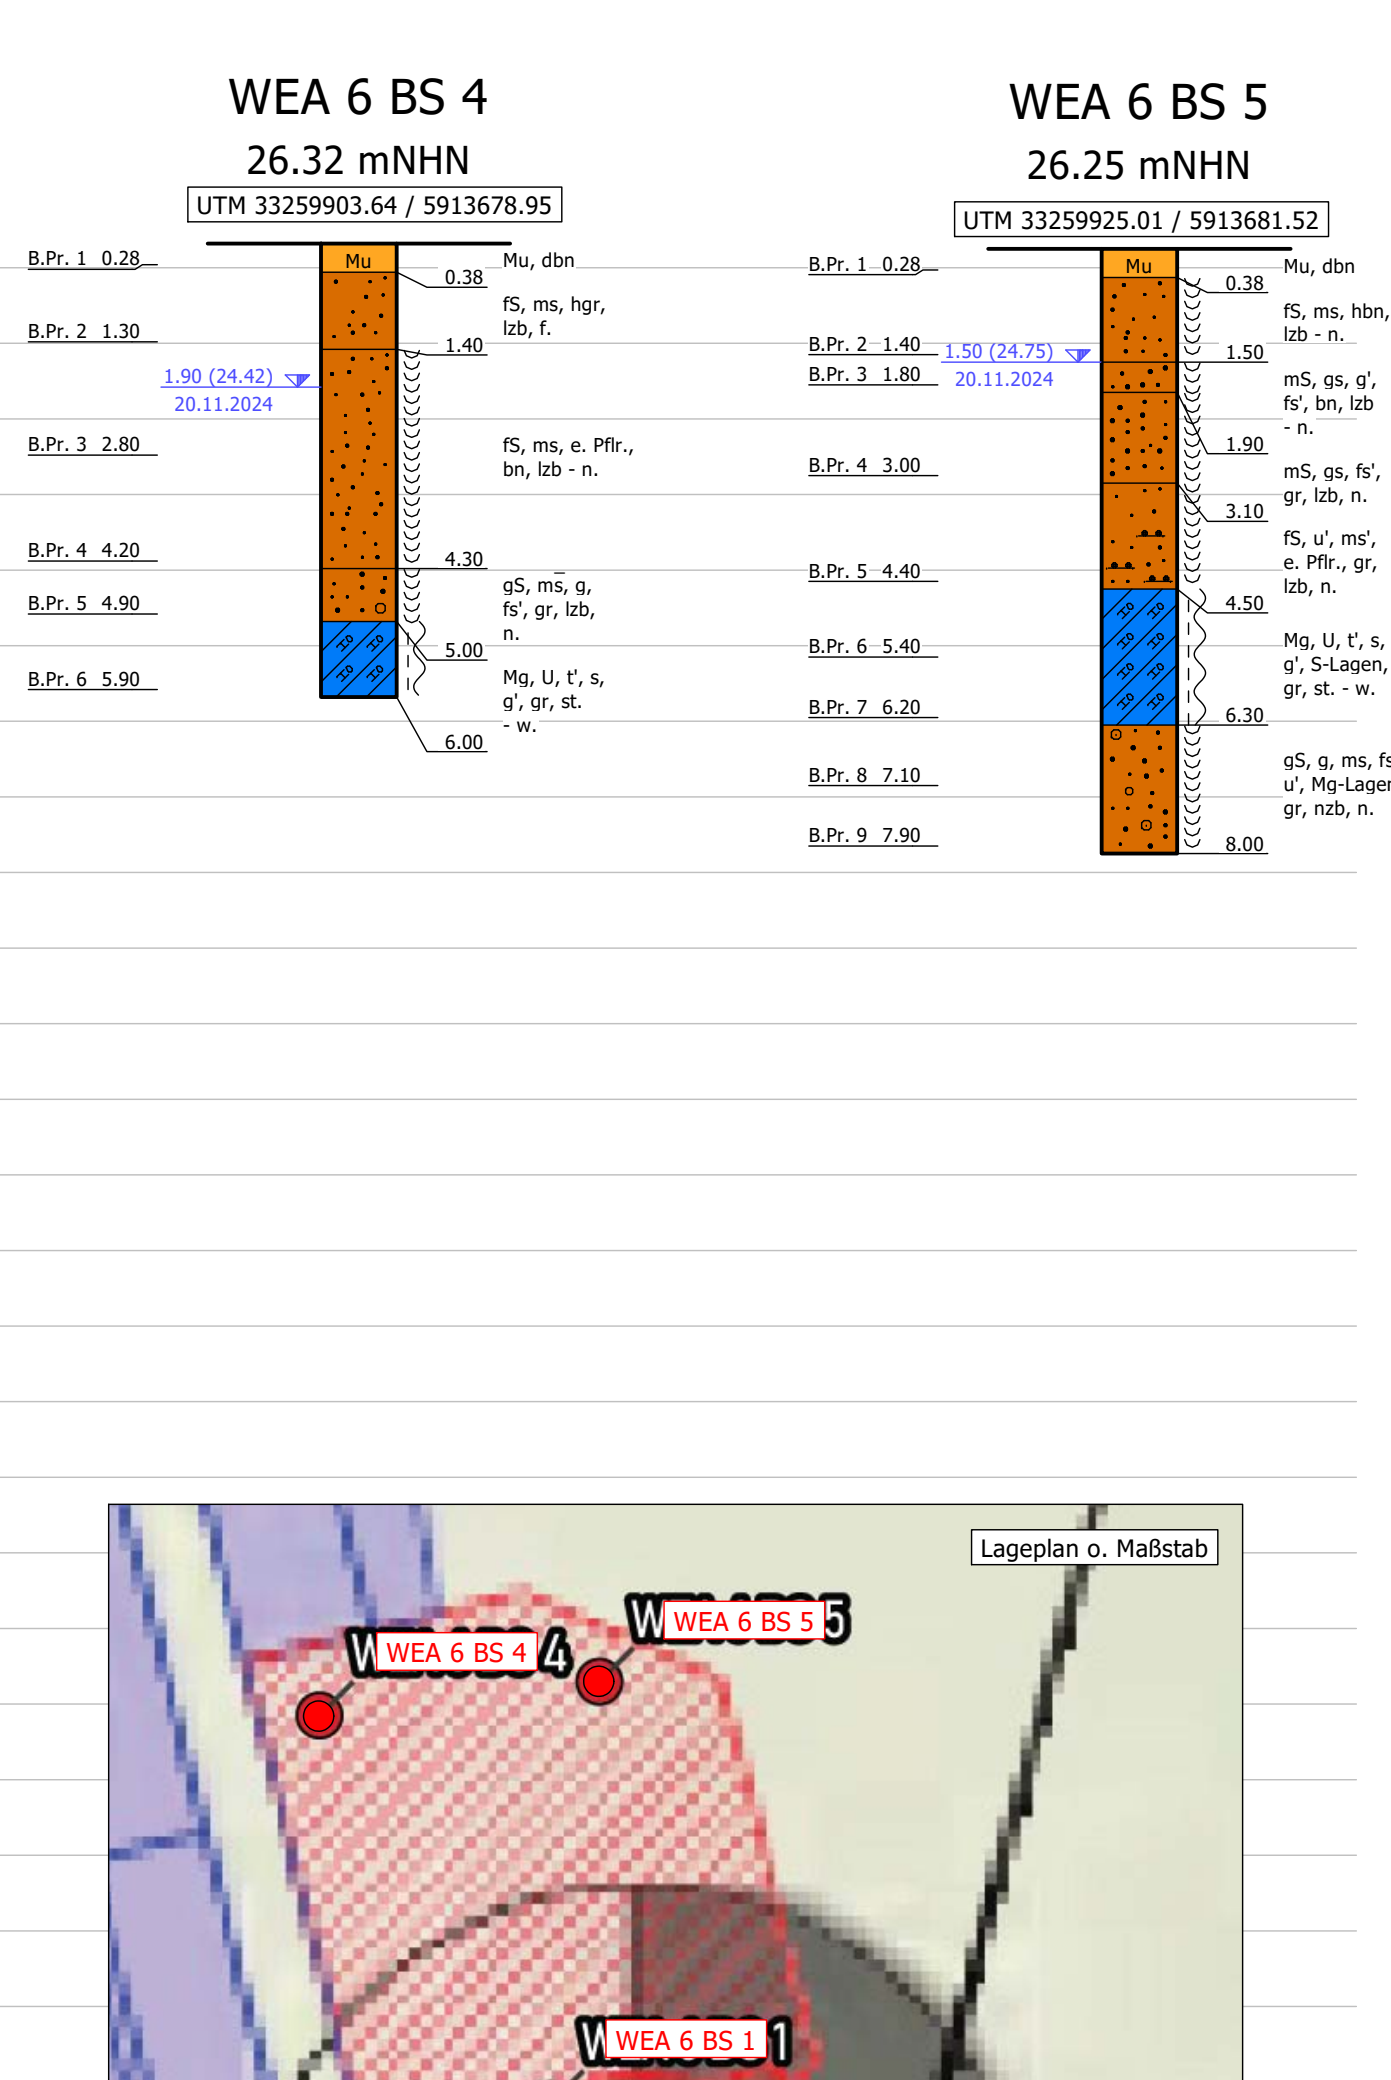 WEA 6 BS 4
26.32 mNHN
UTM 33259903.64 / 5913678.95
B.Pr. 1 0.28
B.Pr. 2 1.30
1.90 (24.42)
20.11.2024
B.Pr. 3 2.80
B.Pr. 4 4.20
B.Pr. 5 4.90
B.Pr. 6 5.90
Mu
0.38
1.40
4.30
5.00
6.00
Mu, dbn
fS, ms, hgr,
lzb, f.
fS, ms, e. Pflr.,
bn, lzb - n.
gS, m̅s, g,
fs', gr, lzb,
n.
Mg, U, t', s,
g', gr, st.
- w.
WEA 6 BS 5
26.25 mNHN
UTM 33259925.01 / 5913681.52
B.Pr. 1 0.28
B.Pr. 2 1.40
1.50 (24.75)
20.11.2024
B.Pr. 3 1.80
B.Pr. 4 3.00
B.Pr. 5 4.40
B.Pr. 6 5.40
B.Pr. 7 6.20
B.Pr. 8 7.10
B.Pr. 9 7.90
Mu
0.38
1.50
1.90
3.10
4.50
6.30
8.00
Mu, dbn
fS, ms, hbn,
lzb - n.
mS, gs, g',
fs', bn, lzb
- n.
mS, gs, fs',
gr, lzb, n.
fS, u', ms',
e. Pflr., gr,
lzb, n.
Mg, U, t', s,
g', S-Lagen,
gr, st. - w.
gS, g, ms, fs
u', Mg-Lagen
gr, nzb, n.
Lageplan o. Maßstab
WEA 6 BS 5
WEA 6 BS 4
WEA 6 BS 1